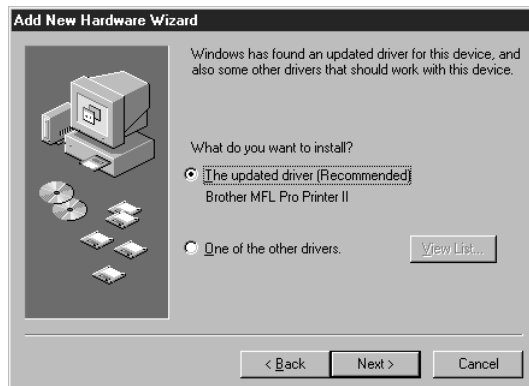 Add New Hardware Wizard
Windows has found an updated driver for this device, and
also some other drivers that should work with this device.
What do you want to install?
The updated driver (Recommended)
Brother MFL Pro Printer II
One of the other drivers.
View List...
< Back
Next >
Cancel